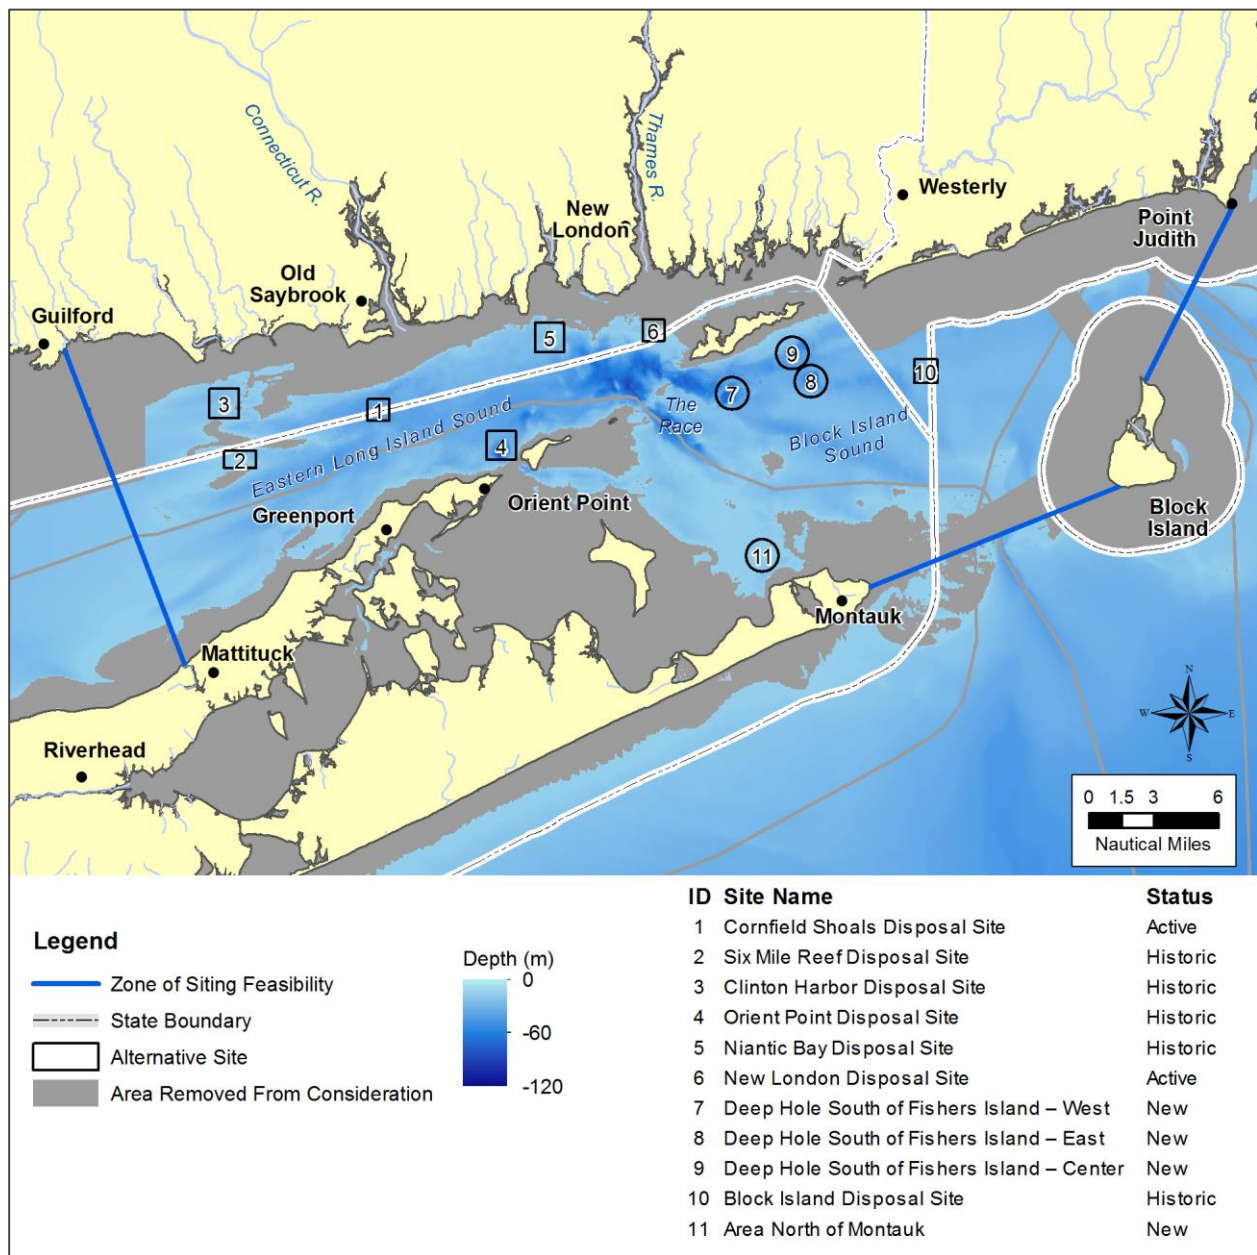 Connecticut R.
Thames R.
Westerly
New
London
Point
Judith
Old
Saybrook
Guilford
5
6
9
8
10
3
1
7
The
Race
2
4
Eastern Long Island Sound
Block Island
Sound
Orient Point
Greenport
Block
Island
11
Montauk
Mattituck
N
W
E
S
Riverhead
0 1.5 3 6
Nautical Miles
Legend
Zone of Siting Feasibility
State Boundary
Alternative Site
Area Removed From Consideration
Depth (m)
0
-60
-120
ID Site Name Status
1 Cornfield Shoals Disposal Site Active
2 Six Mile Reef Disposal Site Historic
3 Clinton Harbor Disposal Site Historic
4 Orient Point Disposal Site Historic
5 Niantic Bay Disposal Site Historic
6 New London Disposal Site Active
7 Deep Hole South of Fishers Island – West New
8 Deep Hole South of Fishers Island – East New
9 Deep Hole South of Fishers Island – Center New
10 Block Island Disposal Site Historic
11 Area North of Montauk New